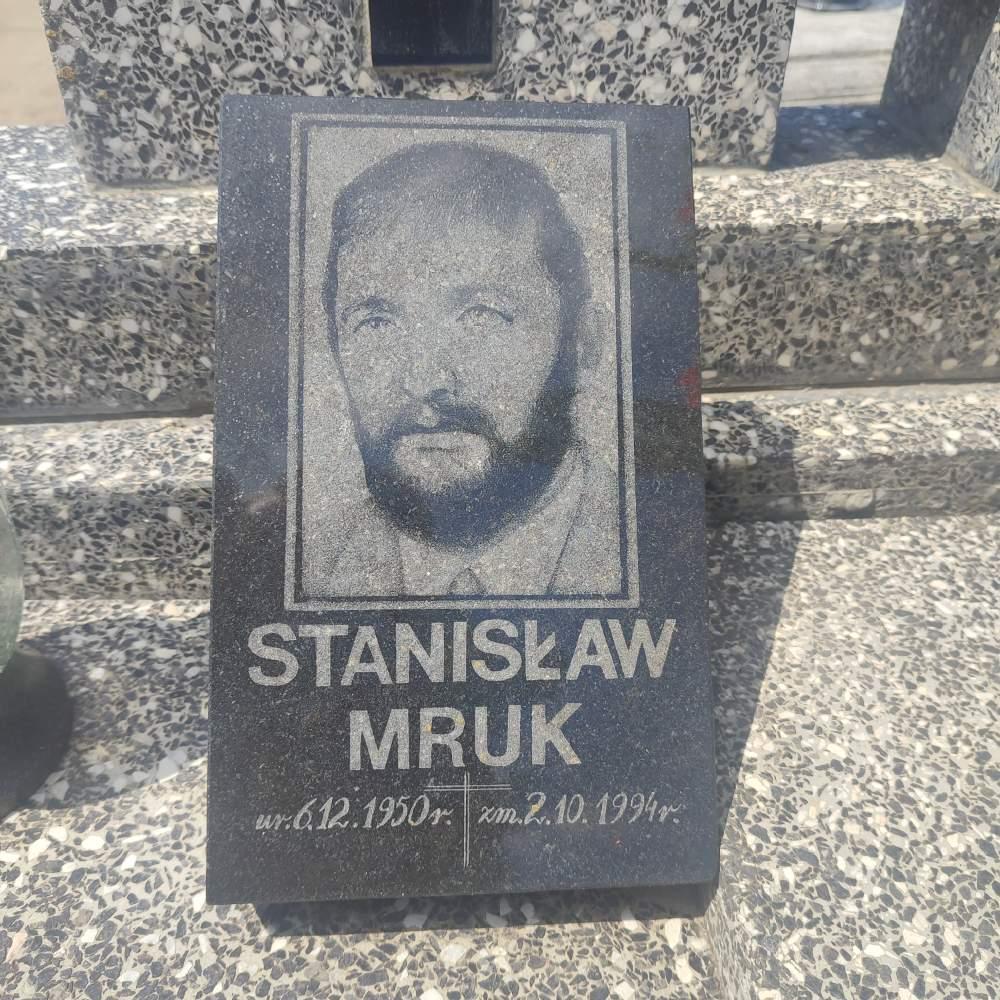 STANISŁAW
MRUK
ur. 6.12.1950r. zm. 2.10.1994r.